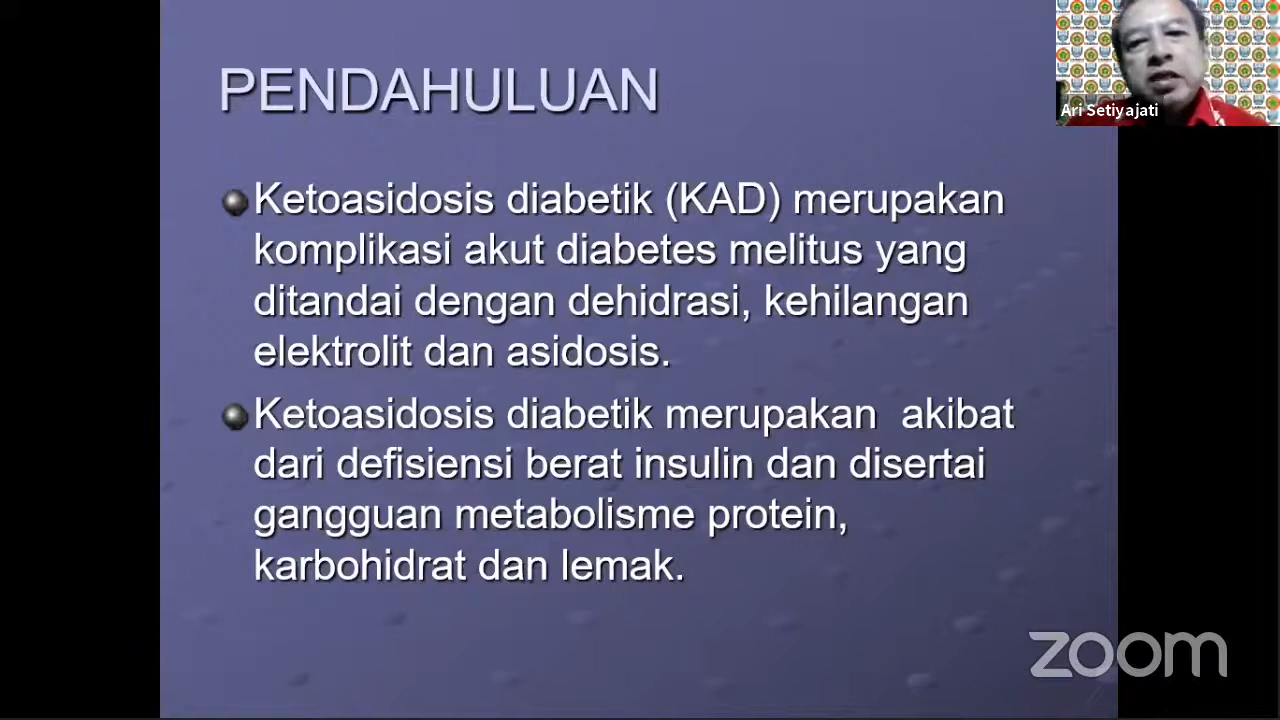 PENDAHULUAN
Ketoasidosis diabetik (KAD) merupakan
komplikasi akut diabetes melitus yang
ditandai dengan dehidrasi, kehilangan
elektrolit dan asidosis.
Ketoasidosis diabetik merupakan  akibat
dari defisiensi berat insulin dan disertai
gangguan metabolisme protein,
karbohidrat dan lemak.
Ari Setiyajati
zoom